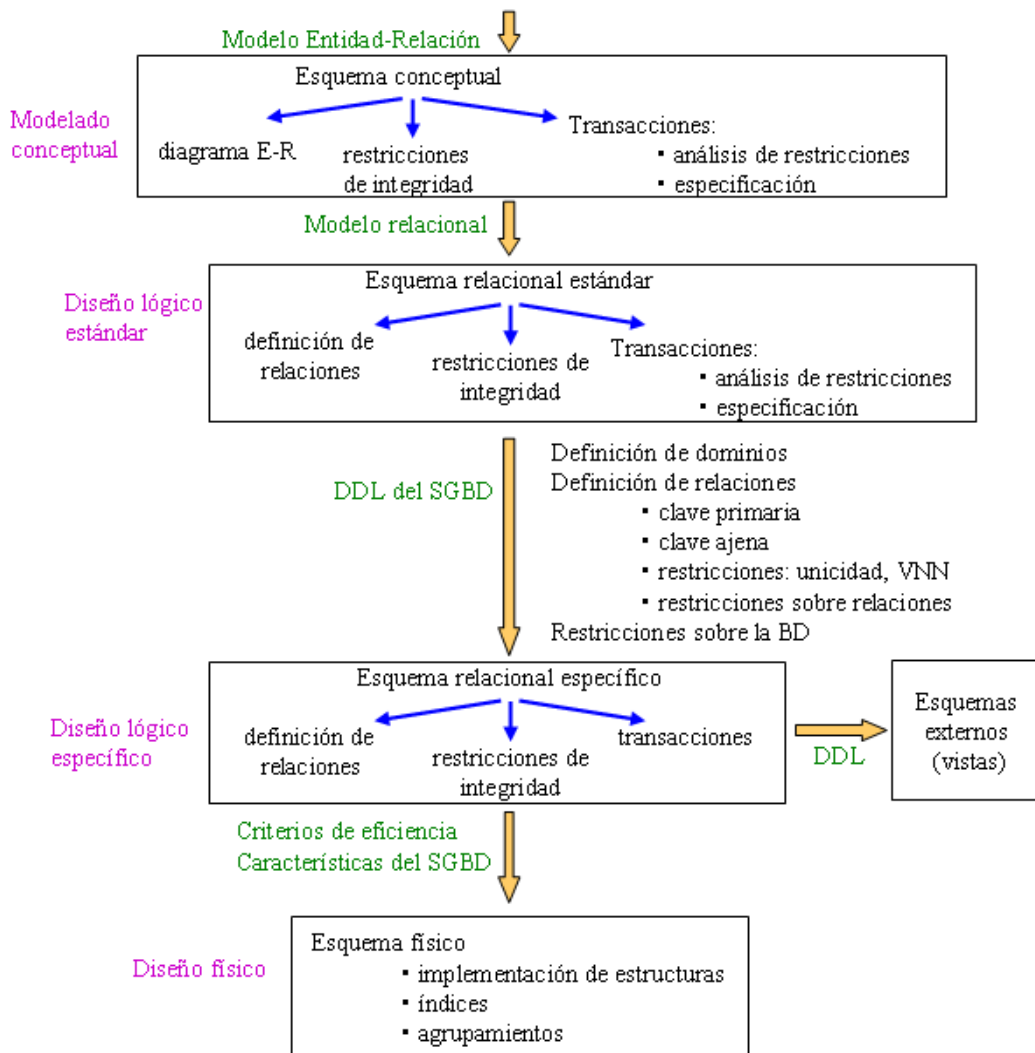 Modelo Entidad-Relación
Esquema conceptual
Modelado
conceptual
diagrama E-R
restricciones
de integridad
Transacciones:
▪ análisis de restricciones
▪ especificación
Modelo relacional
Esquema relacional estándar
Diseño lógico
estándar
definición de
relaciones
restricciones de
integridad
Transacciones:
▪ análisis de restricciones
▪ especificación
DDL del SGBD
Definición de dominios
Definición de relaciones
▪ clave primaria
▪ clave ajena
▪ restricciones: unicidad, VNN
▪ restricciones sobre relaciones
Restricciones sobre la BD
Esquema relacional específico
Diseño lógico
específico
definición de
relaciones
restricciones de
integridad
transacciones
DDL
Esquemas
externos
(vistas)
Criterios de eficiencia
Características del SGBD
Diseño físico
Esquema físico
▪ implementación de estructuras
▪ índices
▪ agrupamientos